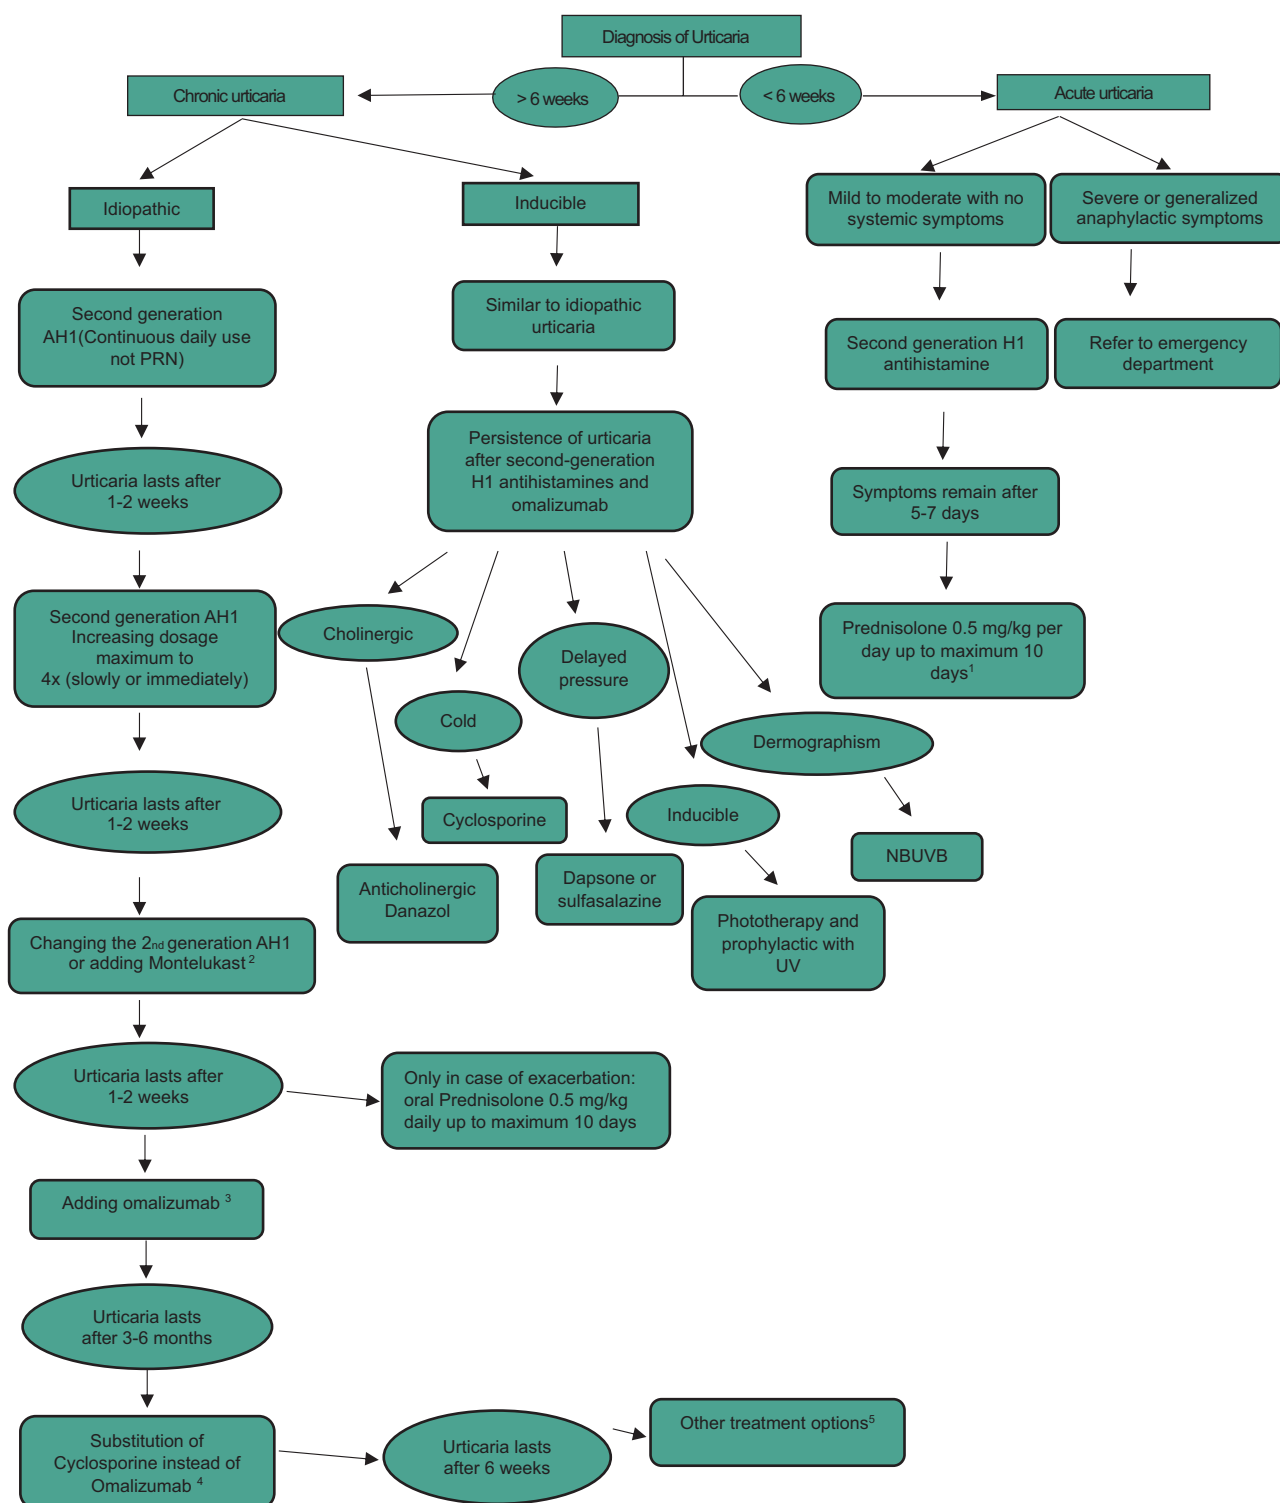 Diagnosis of Urticaria
Chronic urticaria
> 6 weeks
< 6 weeks
Acute urticaria
Idiopathic
Inducible
Mild to moderate with no
systemic symptoms
Severe or generalized
anaphylactic symptoms
Second generation
AH1(Continuous daily use
not PRN)
Similar to idiopathic
urticaria
Second generation H1
antihistamine
Refer to emergency
department
Urticaria lasts after
1-2 weeks
Persistence of urticaria
after second-generation
H1 antihistamines and
omalizumab
Symptoms remain after
5-7 days
Second generation AH1
Increasing dosage
maximum to
4x (slowly or immediately)
Cholinergic
Cold
Delayed
pressure
Inducible
Dermographism
Prednisolone 0.5 mg/kg per
day up to maximum 10
days1
Urticaria lasts after
1-2 weeks
Anticholinergic
Danazol
Cyclosporine
Dapsone or
sulfasalazine
Phototherapy and
prophylactic with
UV
NBUVB
Changing the 2nd generation AH1
or adding Montelukast 2
Urticaria lasts after
1-2 weeks
Only in case of exacerbation:
oral Prednisolone 0.5 mg/kg
daily up to maximum 10 days
Adding omalizumab 3
Urticaria lasts
after 3-6 months
Substitution of
Cyclosporine instead of
Omalizumab 4
Urticaria lasts
after 6 weeks
Other treatment options5